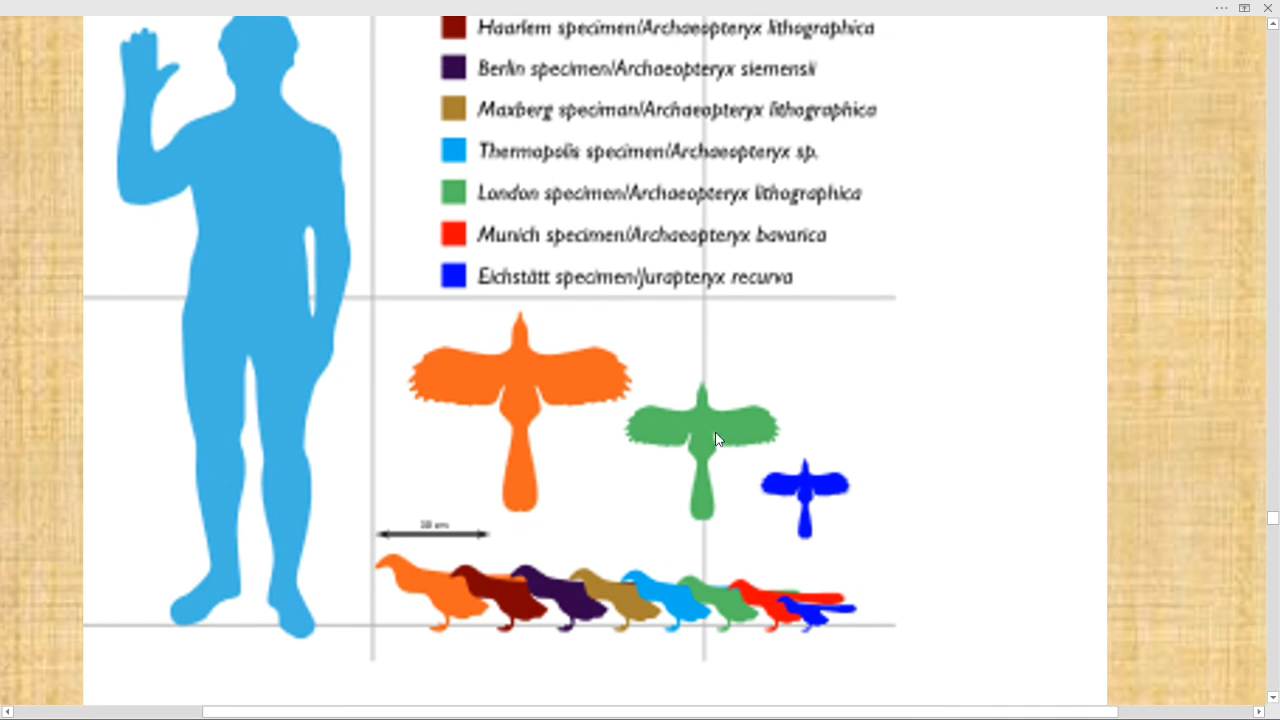 Haarlem specimen/Archaeopteryx lithographica
Berlin specimen/Archaeopteryx siemensii
Maxberg speciman/Archaeopteryx lithographica
Thermopolis specimen/Archaeopteryx sp.
London specimen/Archaeopteryx lithographica
Munich specimen/Archaeopteryx bavarica
Eichstätt specimen/Jurapteryx recurva